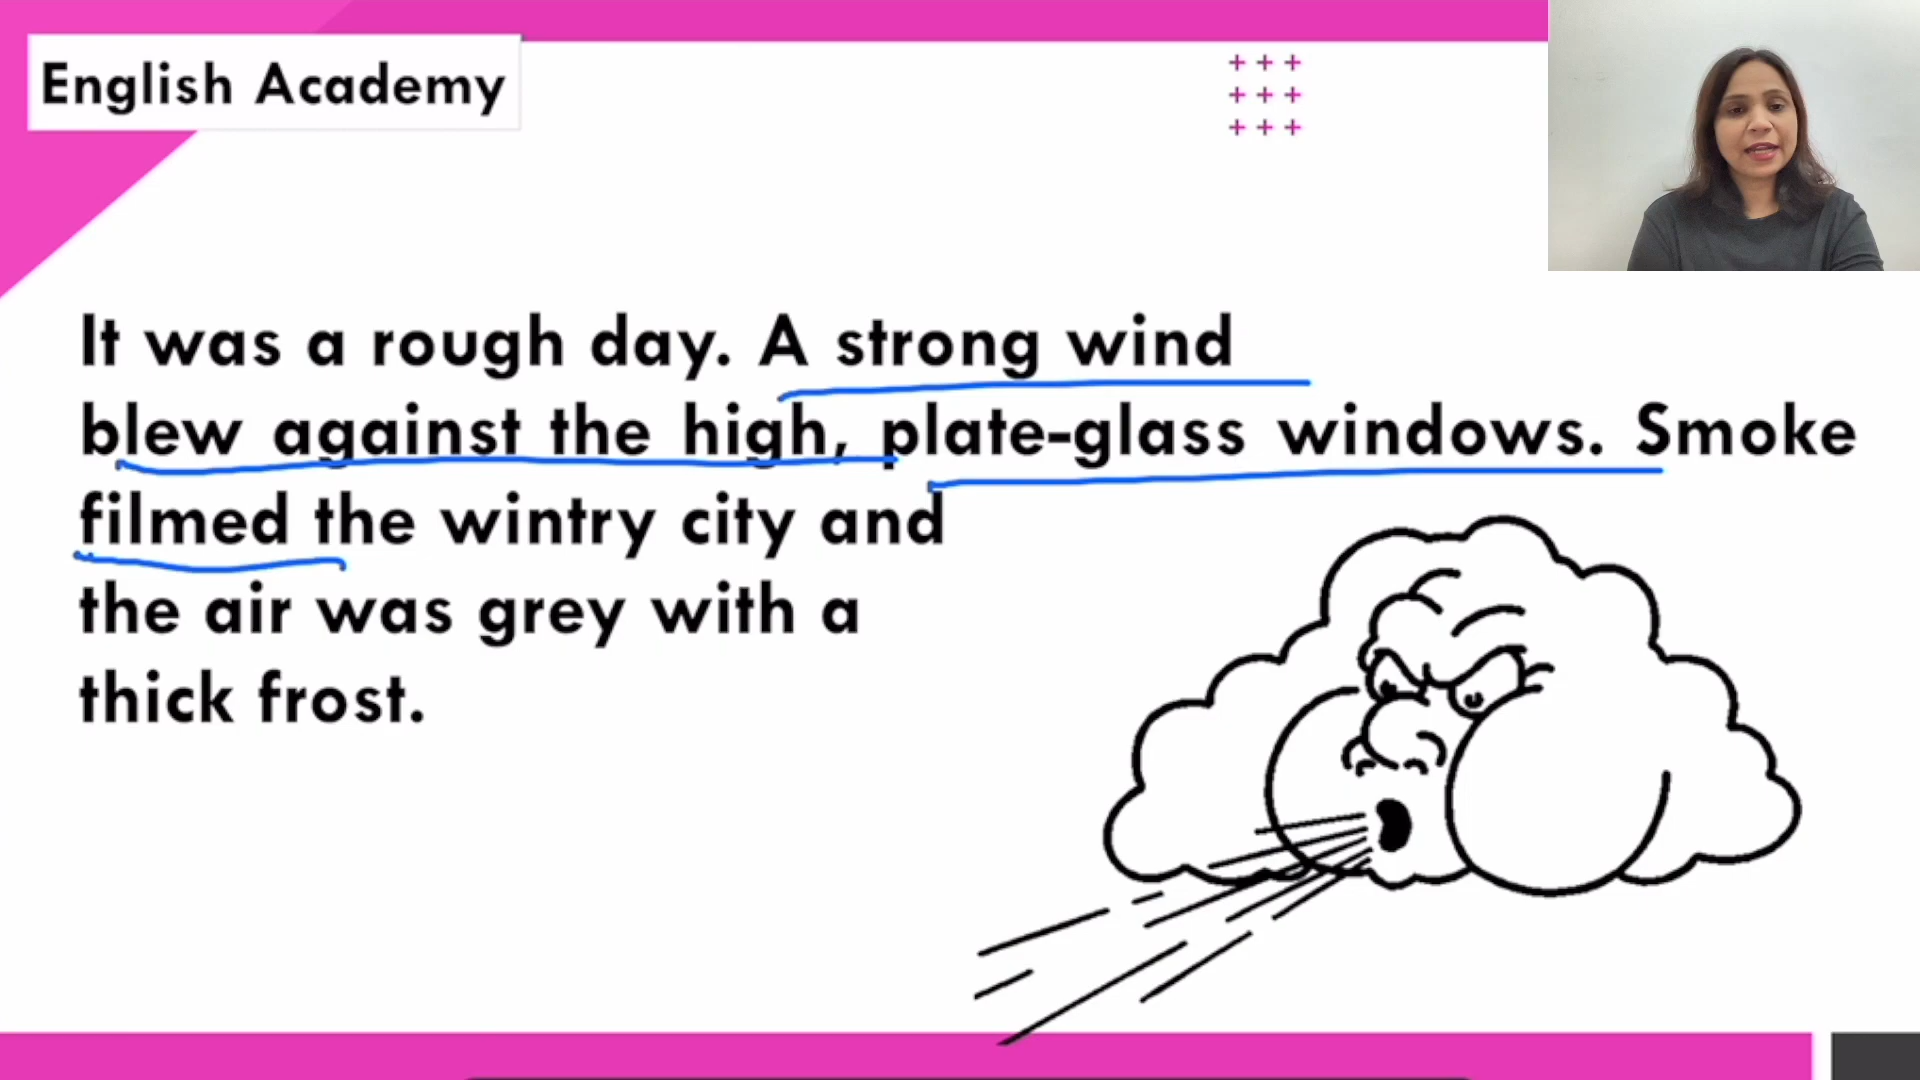 English Academy
It was a rough day. A strong wind
blew against the high, plate-glass windows. Smoke
filmed the wintry city and
the air was grey with a
thick frost.